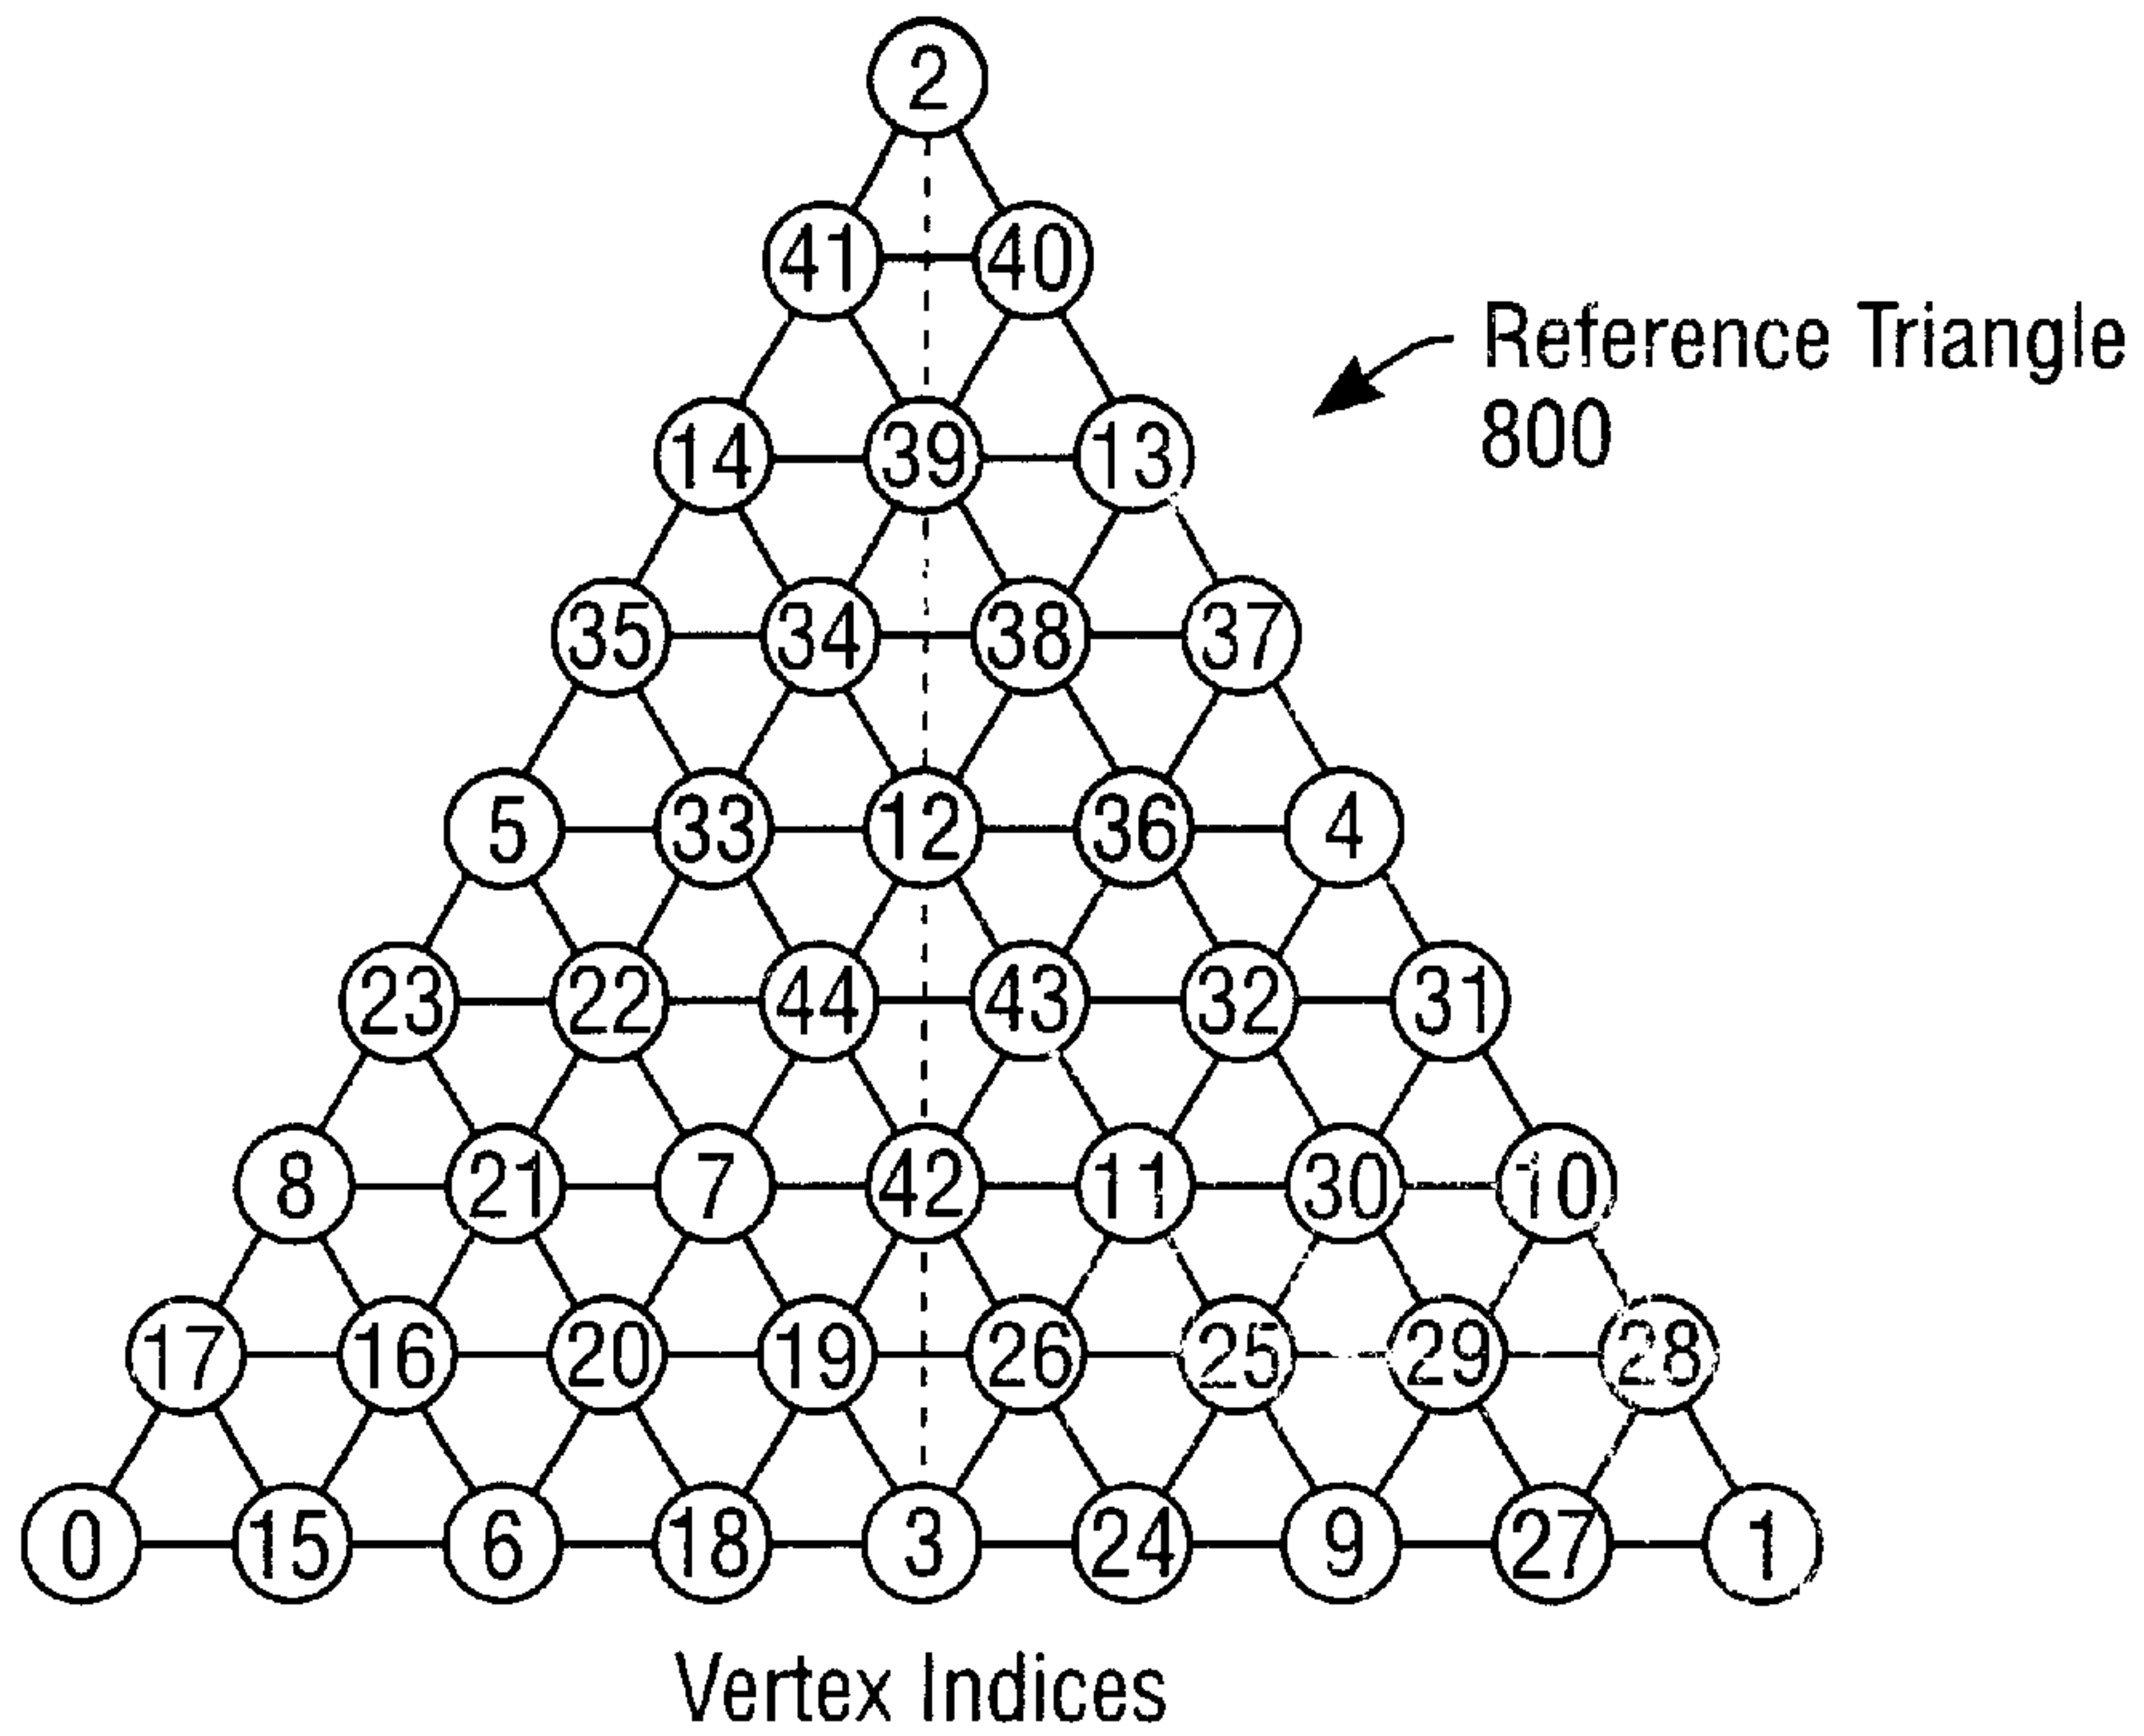 2
41 40
Reference Triangle
800
14 39 13
35 34 38 37
5 33 12 36 4
23 22 44 43 32 31
8 21 7 42 11 30 10
17 16 20 19 26 25 29 28
0 15 6 18 3 24 9 27 1
Vertex Indices